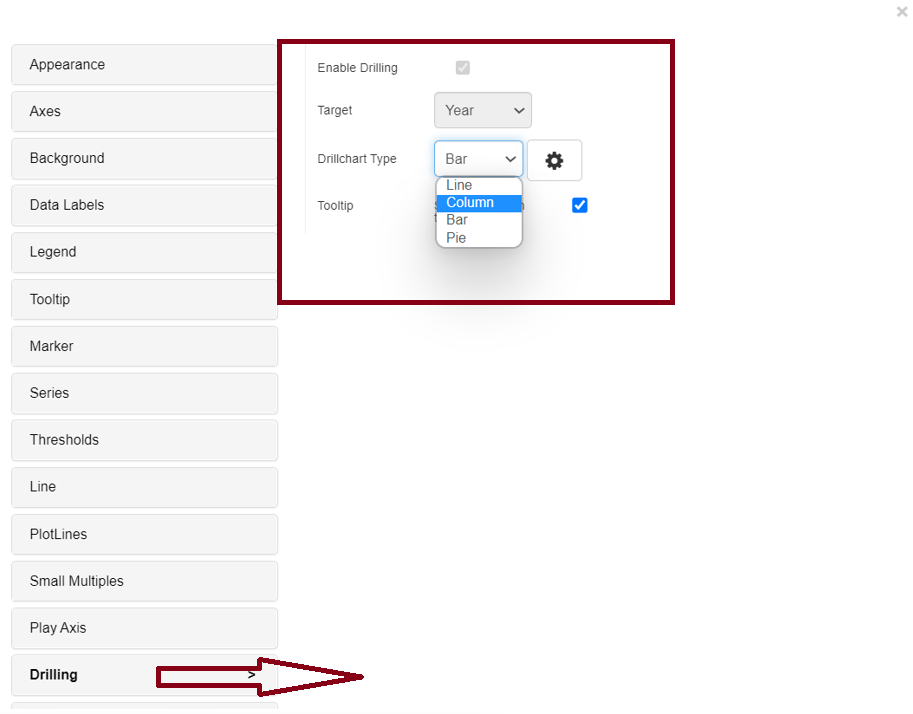 Appearance
Axes
Background
Data Labels
Legend
Tooltip
Marker
Series
Thresholds
Line
PlotLines
Small Multiples
Play Axis
Drilling >
Enable Drilling
Target Year
Drillchart Type Bar
Line
Column
Bar
Pie
Tooltip